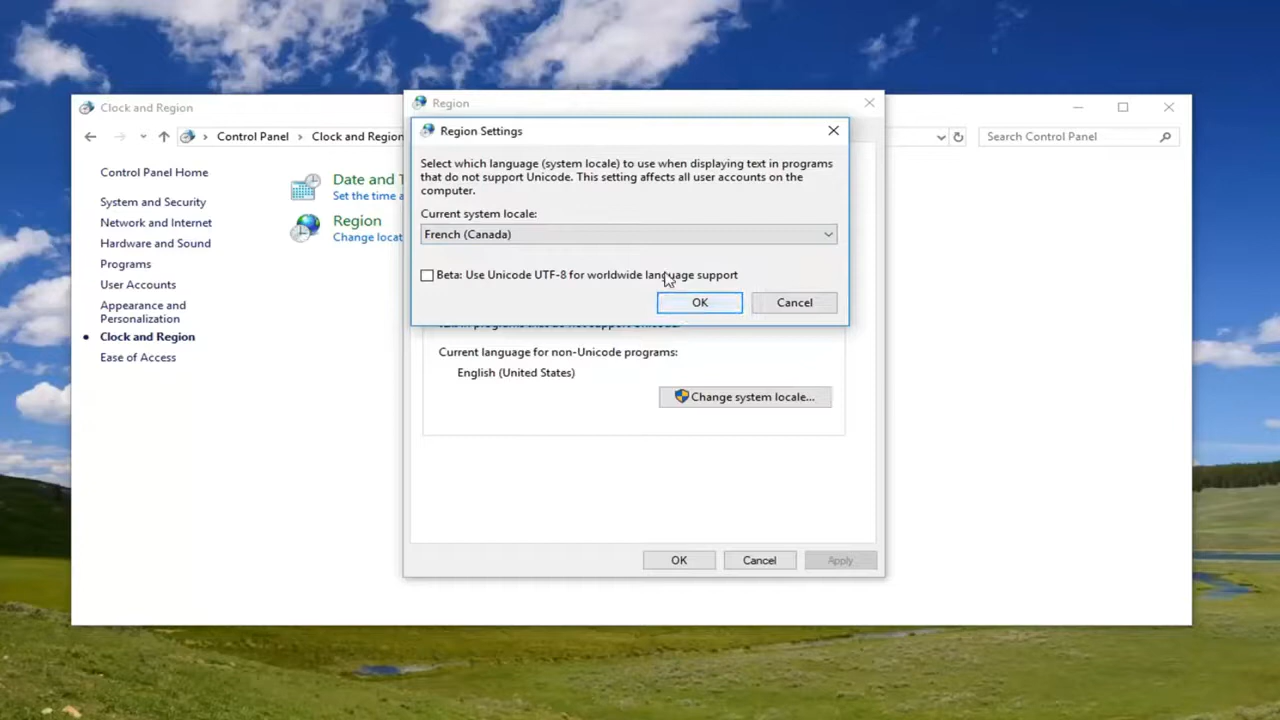 Clock and Region
Control Panel > Clock and Region
Search Control Panel
Control Panel Home
System and Security
Network and Internet
Hardware and Sound
Programs
User Accounts
Appearance and
Personalization
Clock and Region
Ease of Access
Date and T
Set the time a
Region
Change locat
Region
Region Settings
Select which language (system locale) to use when displaying text in programs
that do not support Unicode. This setting affects all user accounts on the
computer.
Current system locale:
French (Canada)
Beta: Use Unicode UTF-8 for worldwide language support
OK
Cancel
Current language for non-Unicode programs:
English (United States)
Change system locale...
OK
Cancel
Apply